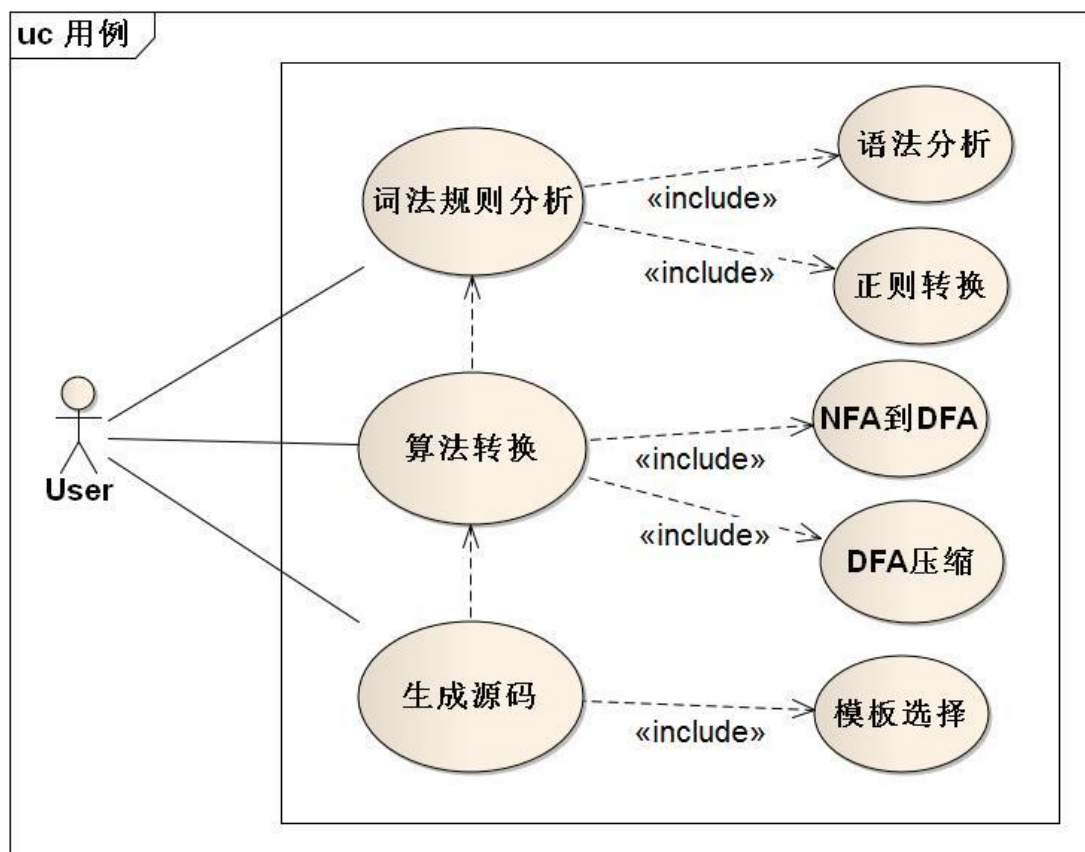 uc 用例
语法分析
词法规则分析
«include»
«include»
正则转换
NFA到DFA
算法转换
«include»
User
«include»
DFA压缩
生成源码
模板选择
«include»